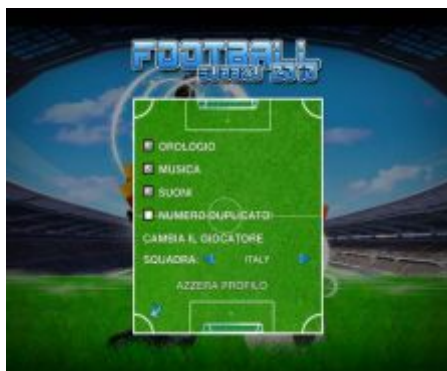 FOOTBALL
OROLOGIO
MUSICA
SUONI
NUMERO DUPLICATO
CAMBIA IL GIOCATORE
SQUADRA: ITALY
AZZERA PROFILO